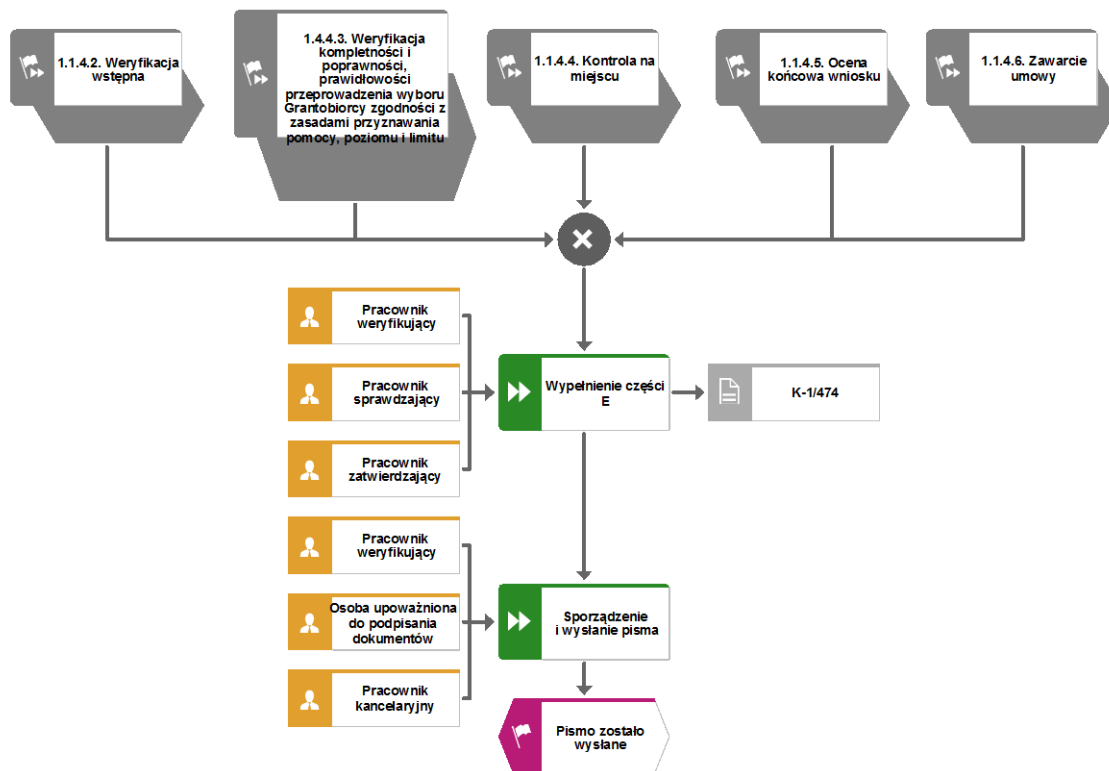 1.1.4.2. Weryfikacja
wstępna
1.4.4.3. Weryfikacja
kompletności i
poprawności,
prawidłowości
przeprowadzenia wyboru
Grantobiorcy zgodności z
zasadami przyznawania
pomocy, poziomu i limitu
1.1.4.4. Kontrola na
miejscu
1.1.4.5. Ocena
końcowa wniosku
1.1.4.6. Zawarcie
umowy
Pracownik
weryfikujący
Pracownik
sprawdzający
Pracownik
zatwierdzający
Wypełnienie części
E
K-1/474
Pracownik
weryfikujący
Osoba upoważniona
do podpisania
dokumentów
Pracownik
kancelaryjny
Sporządzenie
i wysłanie pisma
Pismo zostało
wysłane